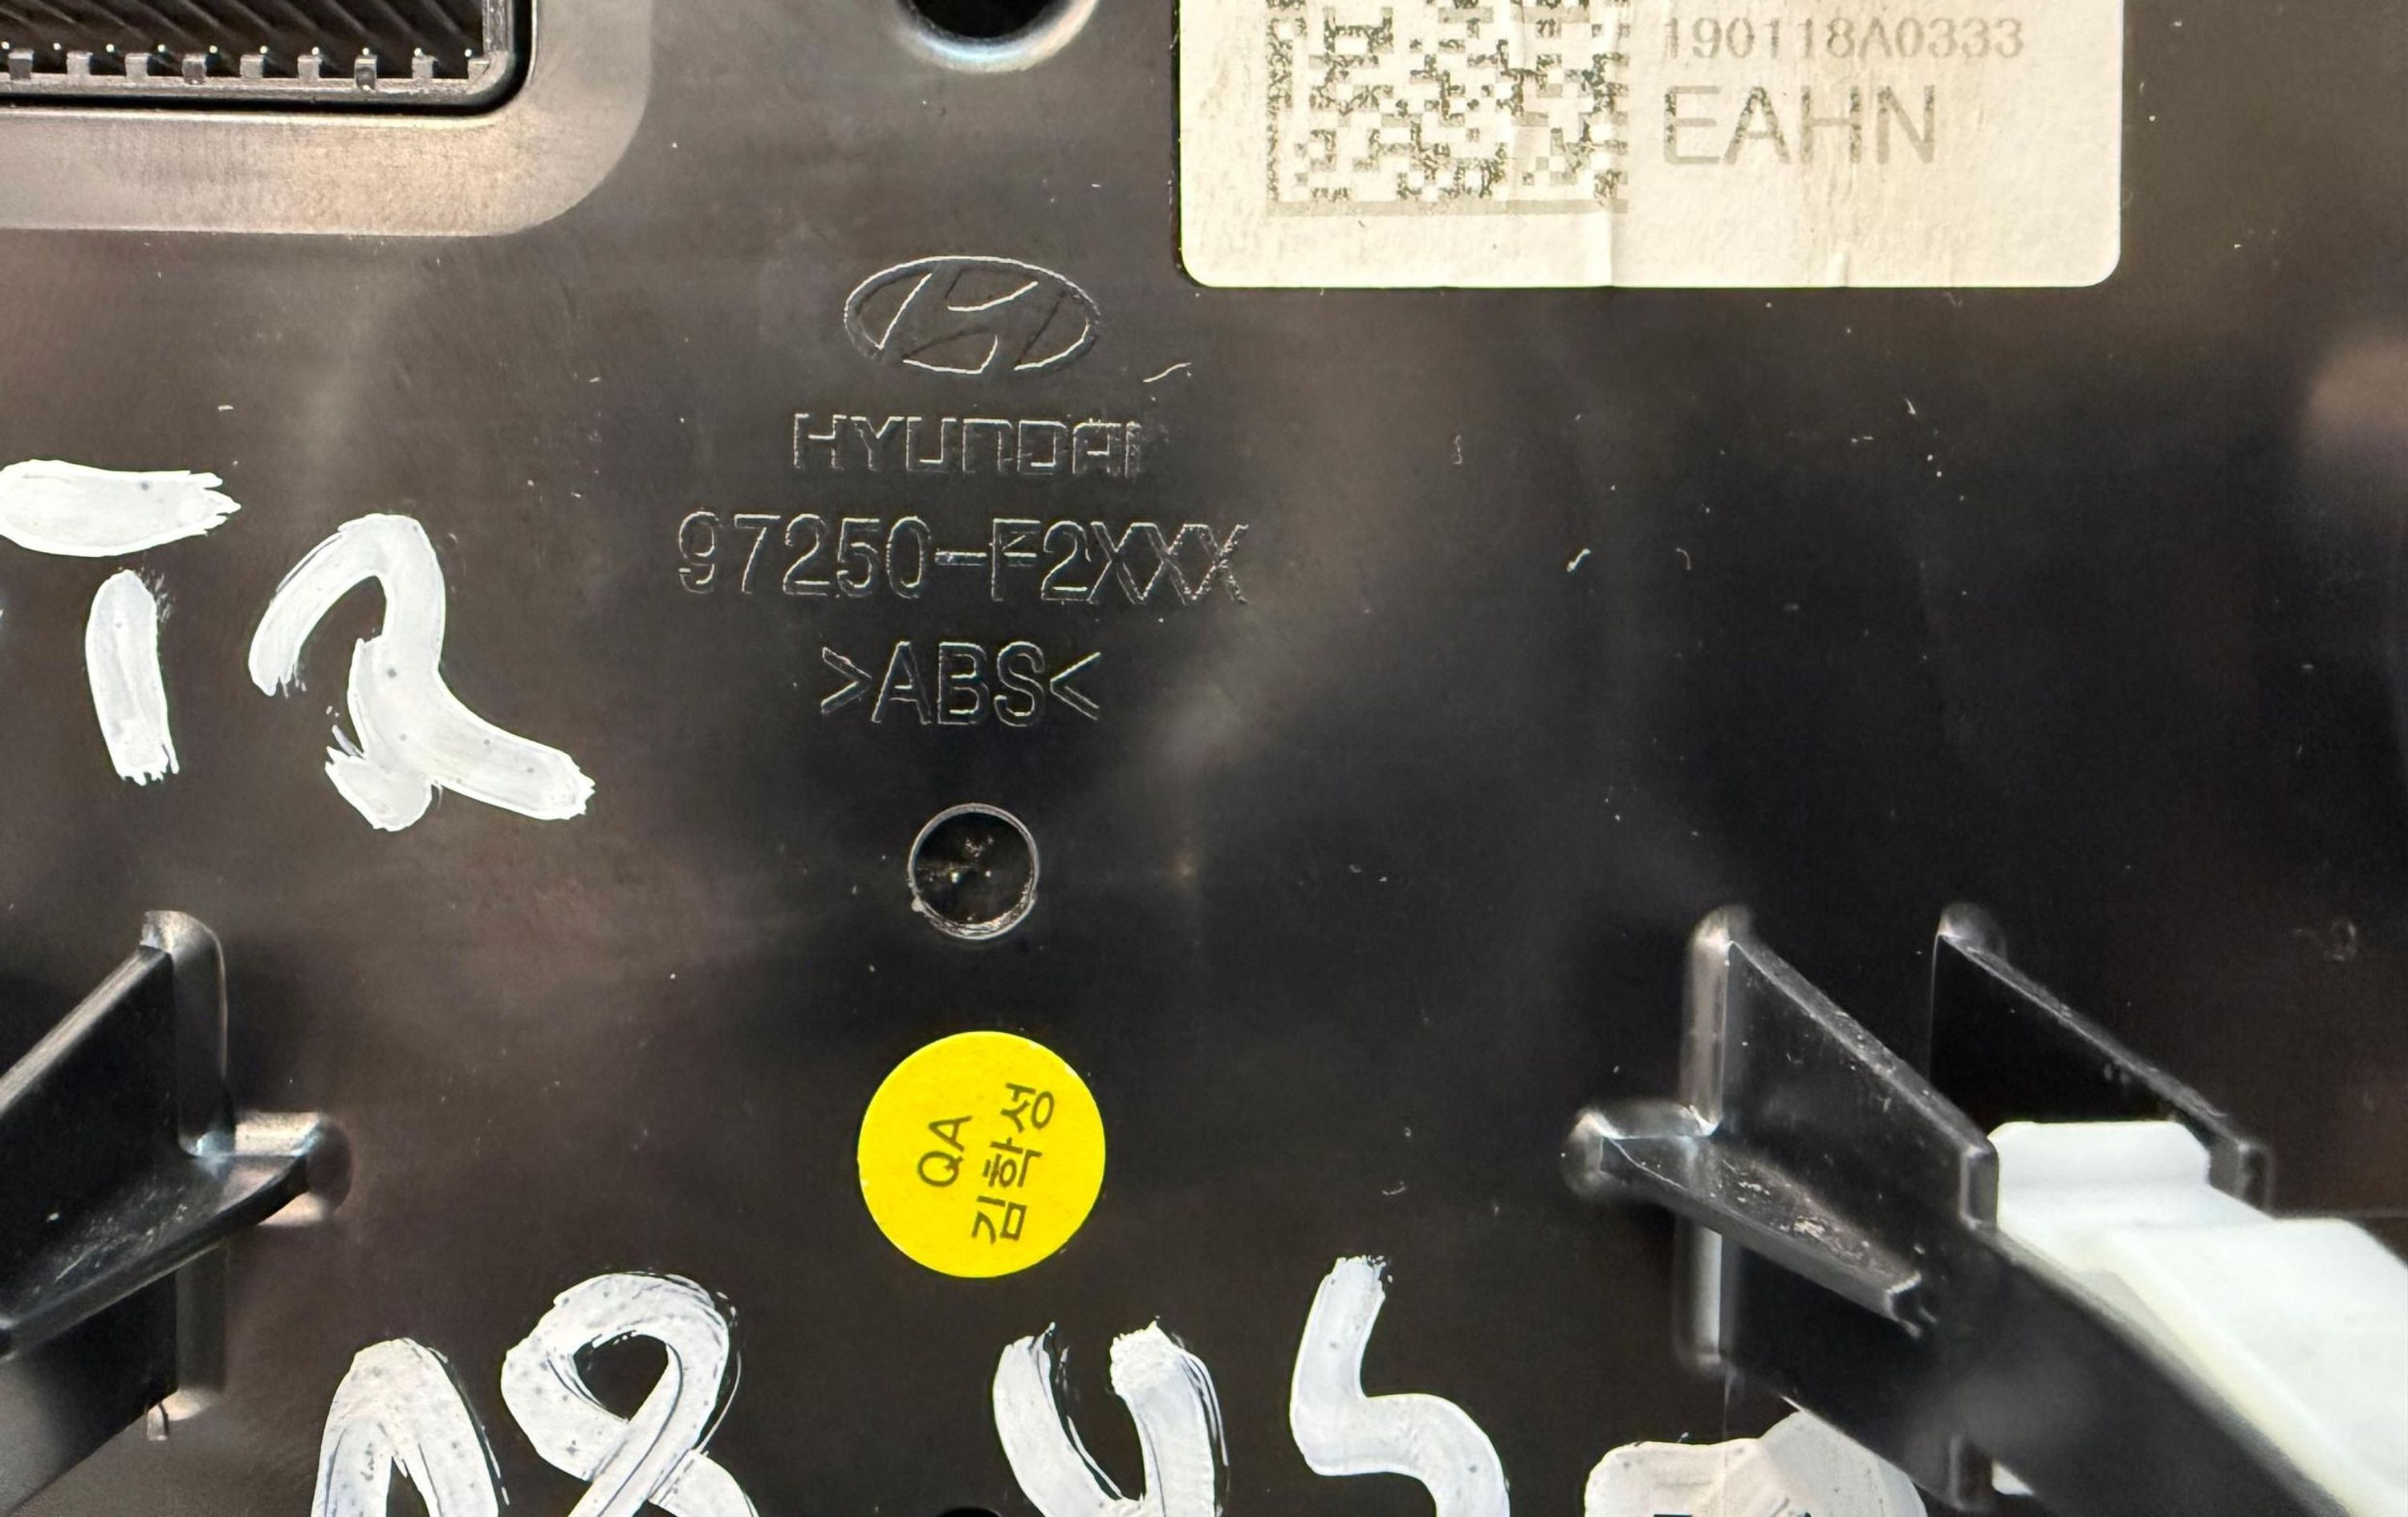 190118A0333
EAHN
HYUNDAI
97250-F2XXX
>ABS<
QA
김학성